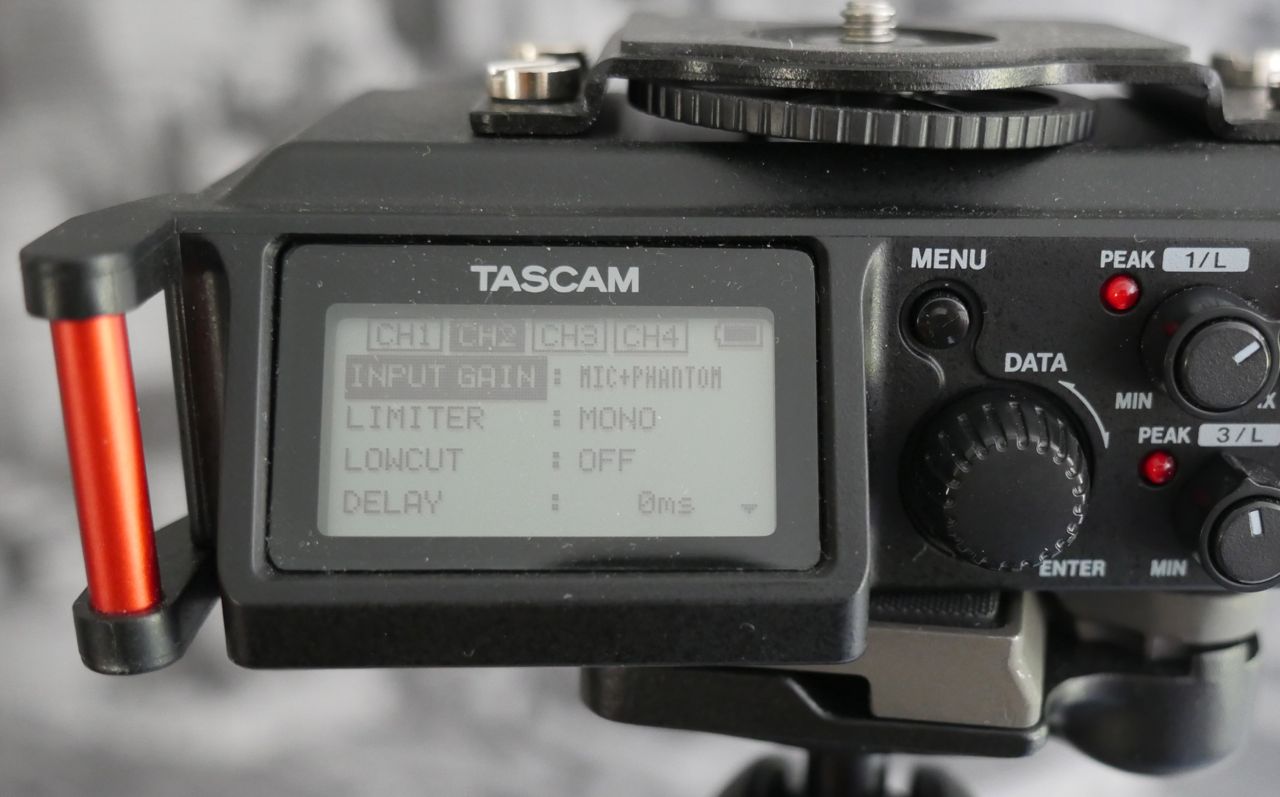 TASCAM
CH1 CH2 CH3 CH4
INPUT GAIN : MIC+PHANTOM
LIMITER : MONO
LOWCUT : OFF
DELAY : 0ms
MENU
PEAK 1/L
DATA
MIN
PEAK 3/L
ENTER
MIN